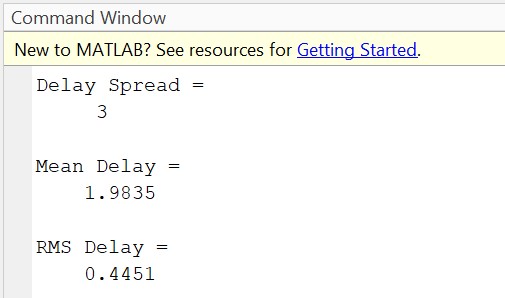 Command Window
New to MATLAB? See resources for Getting Started.
Delay Spread =
3
Mean Delay =
1.9835
RMS Delay =
0.4451